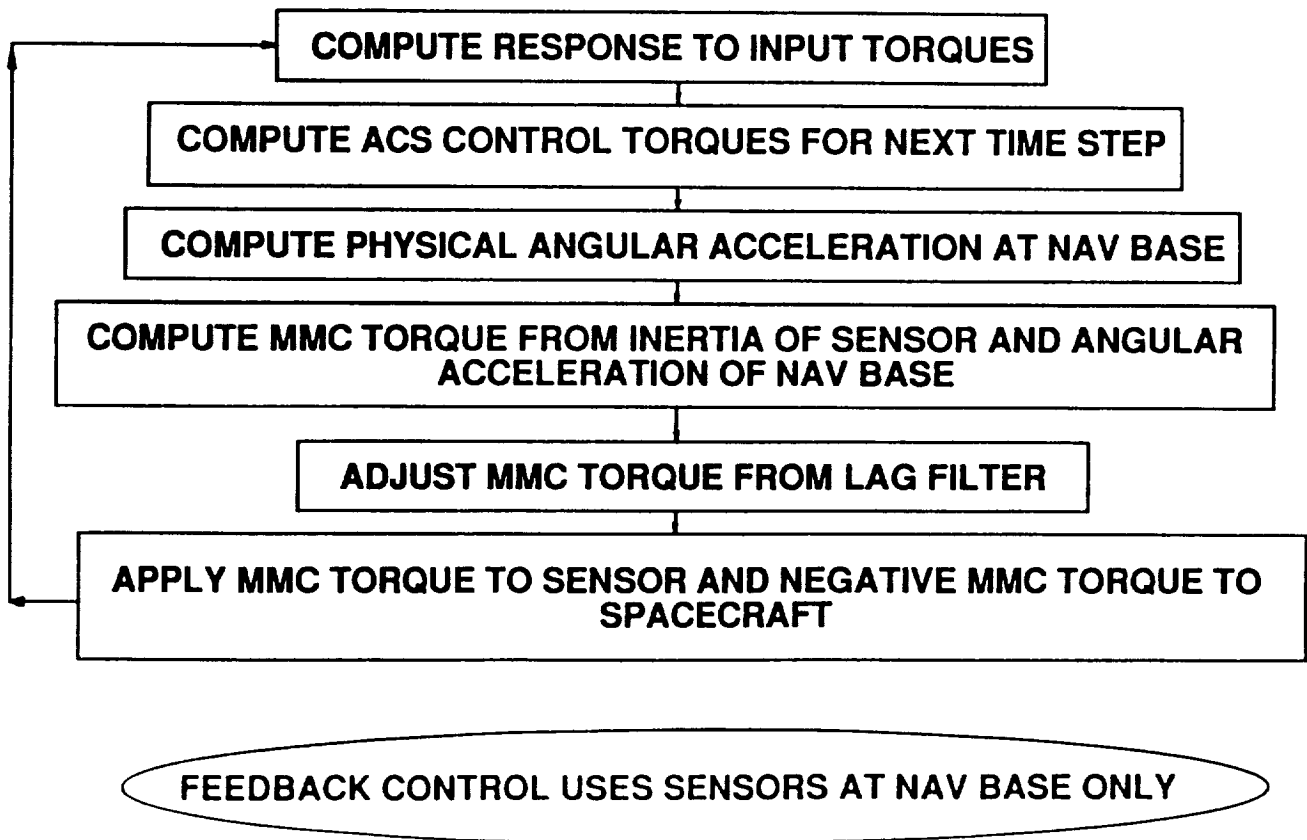 COMPUTE RESPONSE TO INPUT TORQUES
COMPUTE ACS CONTROL TORQUES FOR NEXT TIME STEP
COMPUTE PHYSICAL ANGULAR ACCELERATION AT NAV BASE
COMPUTE MMC TORQUE FROM INERTIA OF SENSOR AND ANGULAR
ACCELERATION OF NAV BASE
ADJUST MMC TORQUE FROM LAG FILTER
APPLY MMC TORQUE TO SENSOR AND NEGATIVE MMC TORQUE TO
SPACECRAFT
FEEDBACK CONTROL USES SENSORS AT NAV BASE ONLY